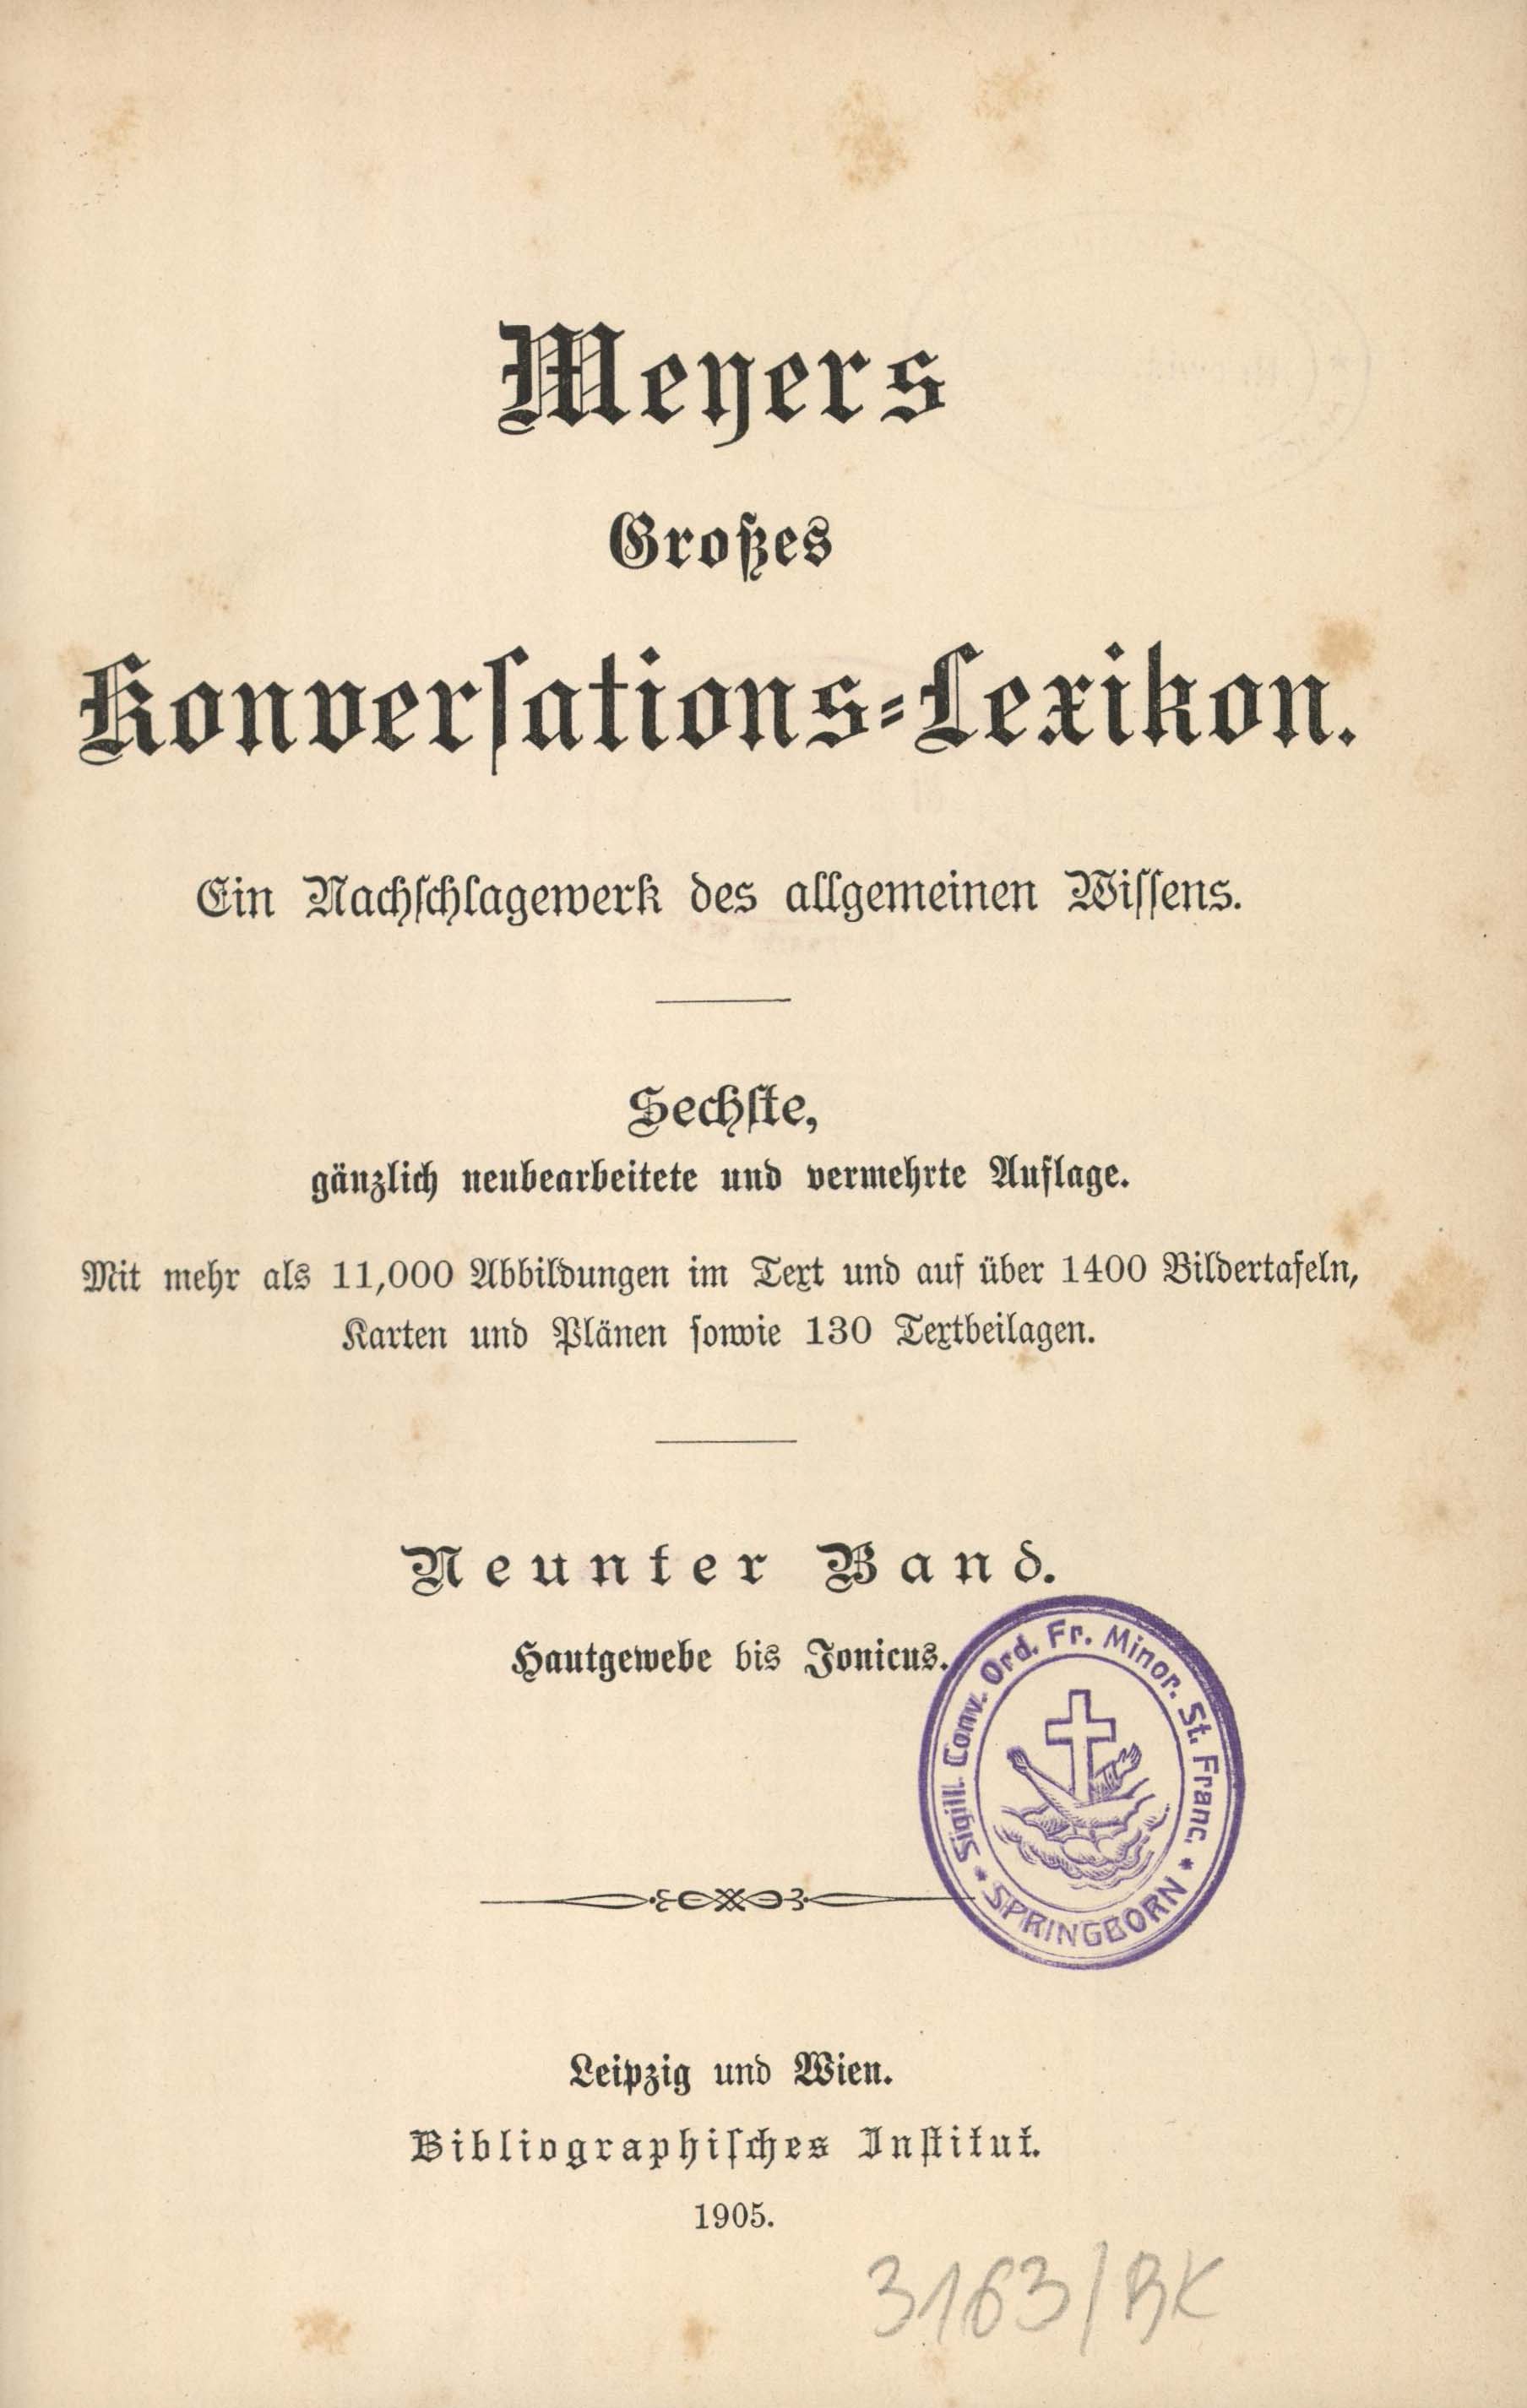 Meyers
Großes
Konverſations=Lexikon.
Ein Nachſchlagewerk des allgemeinen Wiſſens.
Sechſte,
gänzlich neubearbeitete und vermehrte Auflage.
Mit mehr als 11,000 Abbildungen im Text und auf über 1400 Bildertafeln,
Karten und Plänen ſowie 130 Textbeilagen.
Neunter Band.
Hautgewebe bis Jonicus.
Sigill. Conv. Ord. Fr. Minor. St. Franc.
* SPRINGBORN *
Leipzig und Wien.
Bibliographiſches Inſtitut.
1905.
3163/BK